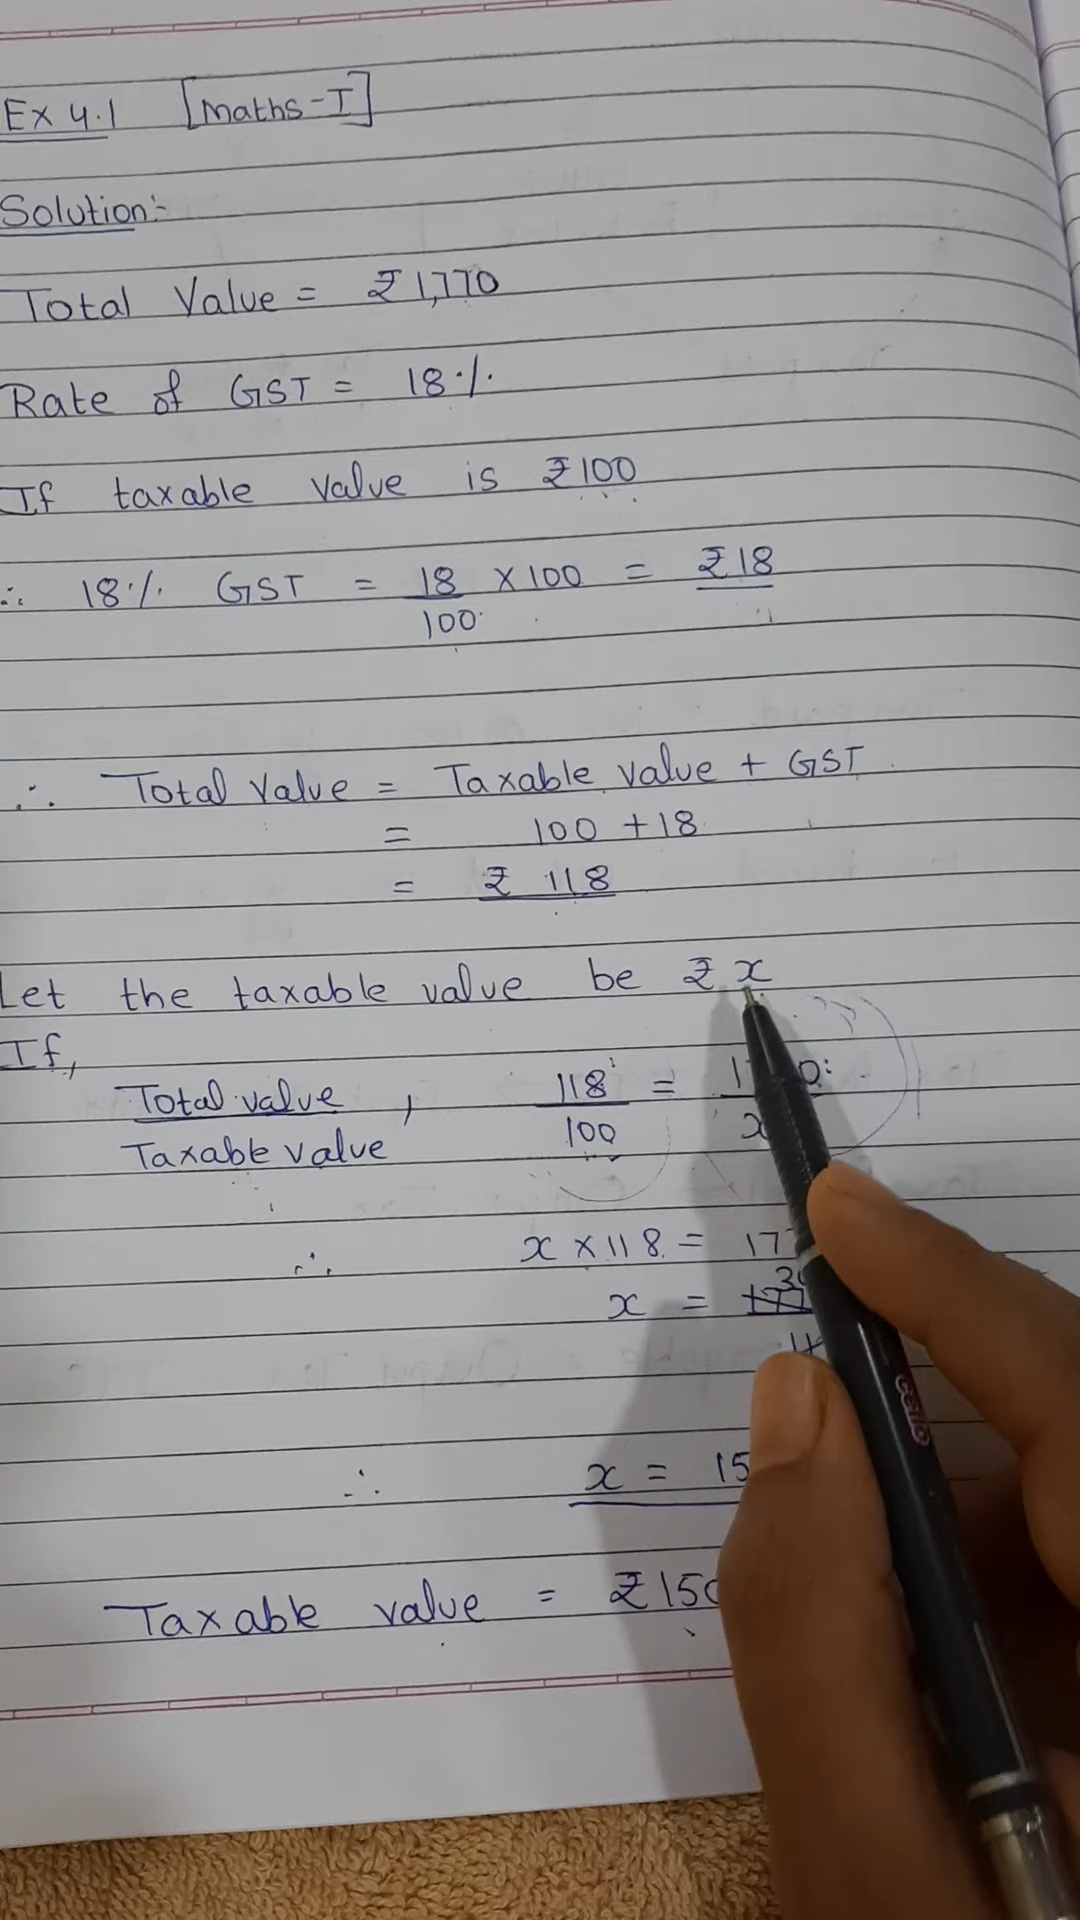 Ex 4.1 [Maths-I]
Solution:-
Total Value = ₹1,770
Rate of GST = 18%
If taxable value is ₹100
∴ 18% GST = 18/100 × 100 = ₹18
∴ Total Value = Taxable value + GST
= 100 + 18
= ₹ 118
Let the taxable value be ₹ x
If,
Total value / Taxable value , 118 / 100 = / x
∴ x × 118 =
x =
∴ x =
Taxable value =
cello